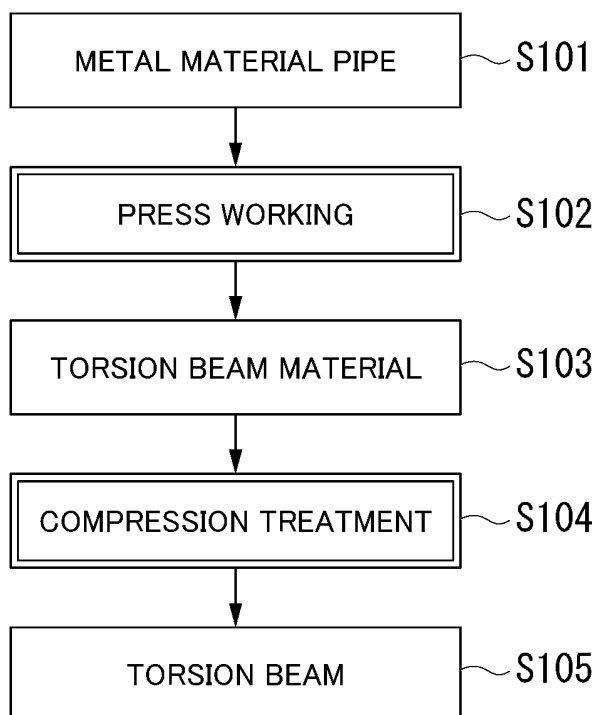 METAL MATERIAL PIPE S101
PRESS WORKING S102
TORSION BEAM MATERIAL S103
COMPRESSION TREATMENT S104
TORSION BEAM S105